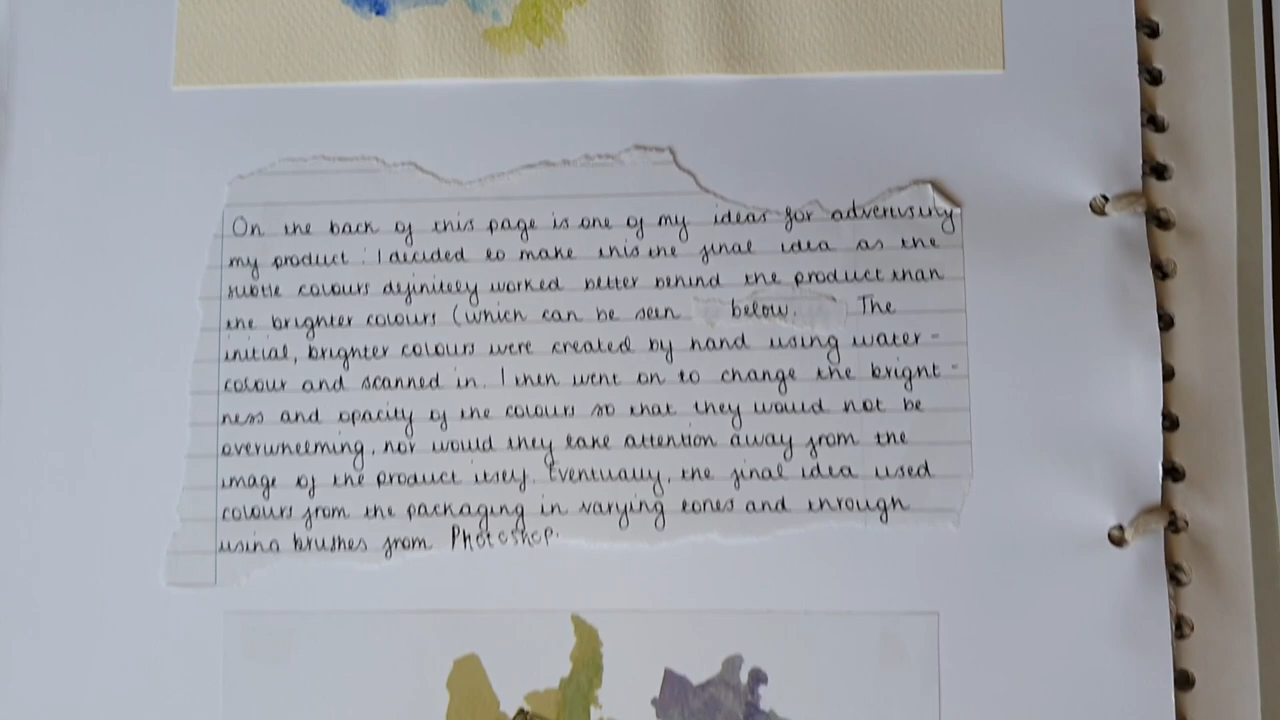 On the back of this page is one of my ideas for advertising
my product. I decided to make this the final idea as the
subtle colours definitely worked better behind the product than
the brighter colours (which can be seen below. The
initial, brighter colours were created by hand using water-
colour and scanned in. I then went on to change the bright-
ness and opacity of the colours so that they would not be
overwhelming, nor would they take attention away from the
image of the product itself. Eventually, the final idea used
colours from the packaging in varying tones and through
using brushes from Photoshop.